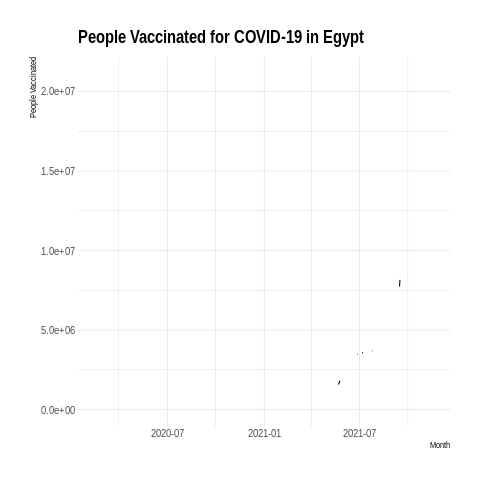 People Vaccinated for COVID-19 in Egypt
People Vaccinated
2.0e+07
1.5e+07
1.0e+07
5.0e+06
0.0e+00
2020-07 2021-01 2021-07
Month